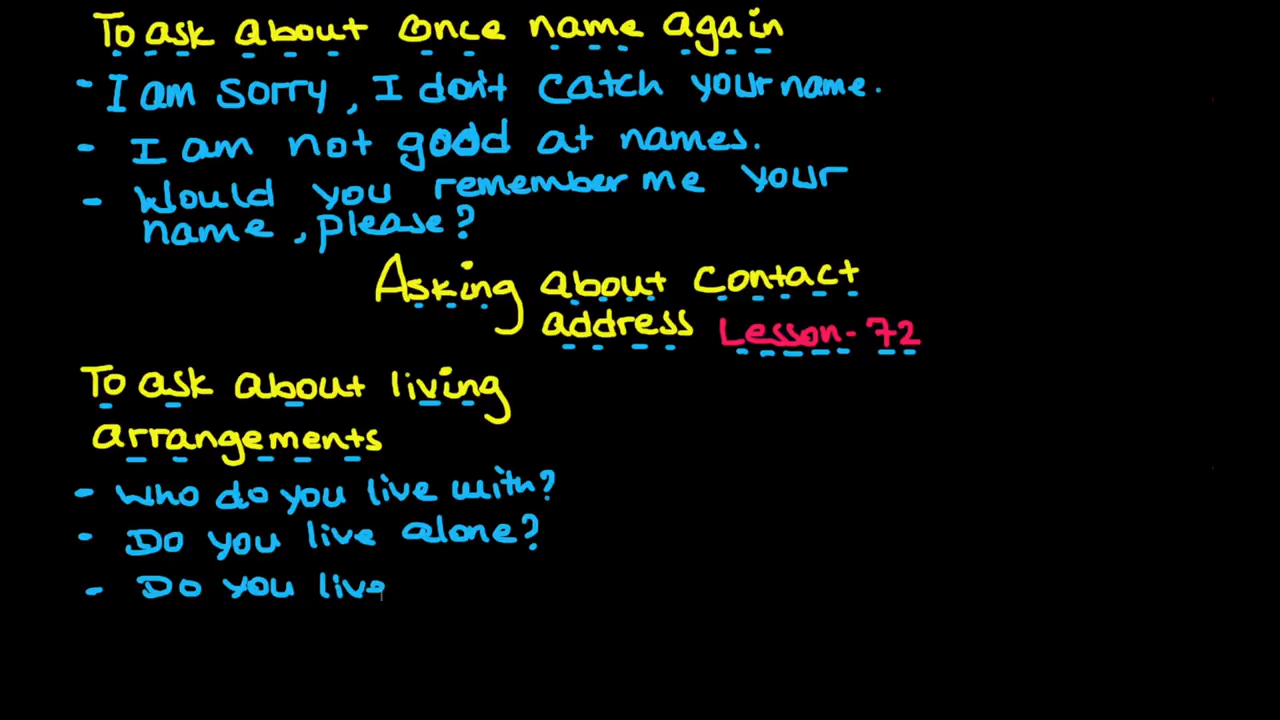 To ask about once name again
- I am sorry, I don't catch your name.
- I am not good at names.
- Would you remember me your
name, please?
Asking about contact
address Lesson-72
To ask about living
arrangements
- Who do you live with?
- Do you live alone?
- Do you live